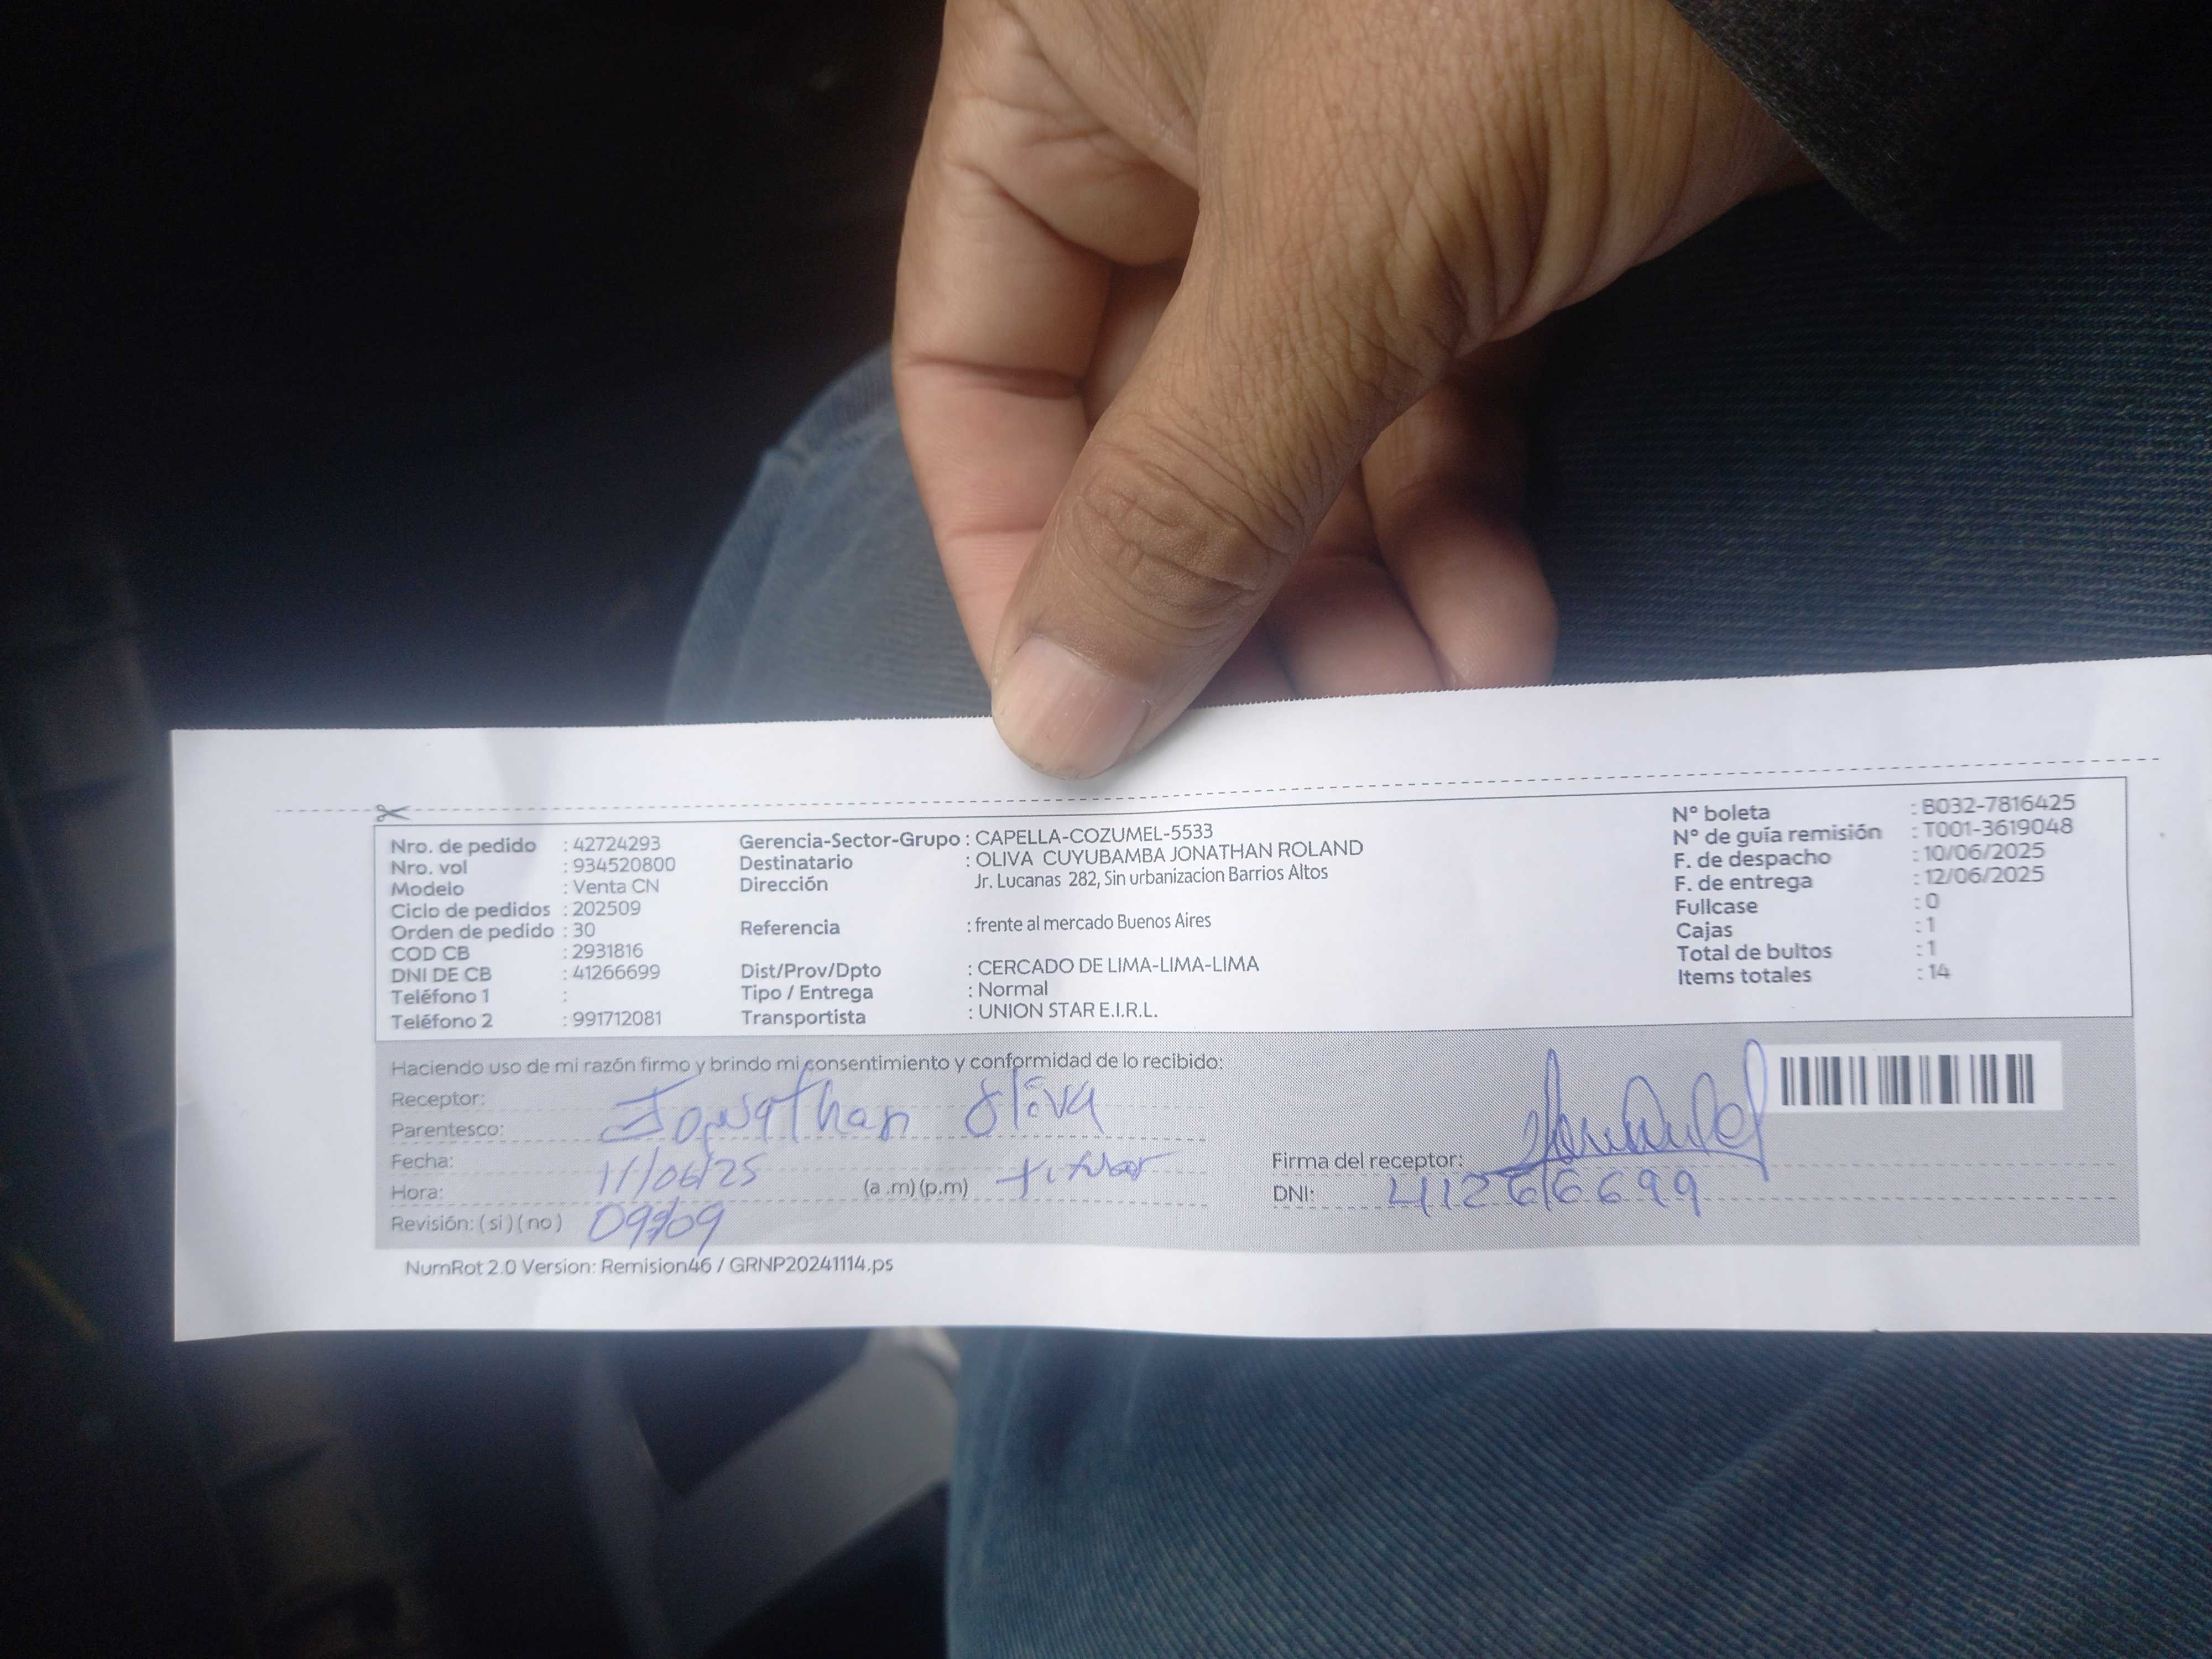 Nro. de pedido : 42724293
Nro. vol : 934520800
Modelo : Venta CN
Ciclo de pedidos : 202509
Orden de pedido : 30
COD CB : 2931816
DNI DE CB : 41266699
Teléfono 1 :
Teléfono 2 : 991712081
Gerencia-Sector-Grupo : CAPELLA-COZUMEL-5533
Destinatario : OLIVA CUYUBAMBA JONATHAN ROLAND
Dirección Jr. Lucanas 282, Sin urbanizacion Barrios Altos
Referencia : frente al mercado Buenos Aires
Dist/Prov/Dpto : CERCADO DE LIMA-LIMA-LIMA
Tipo / Entrega : Normal
Transportista : UNION STAR E.I.R.L.
N° boleta : B032-7816425
N° de guía remisión : T001-3619048
F. de despacho : 10/06/2025
F. de entrega : 12/06/2025
Fullcase : 0
Cajas : 1
Total de bultos : 1
Items totales : 14
Haciendo uso de mi razón firmo y brindo mi consentimiento y conformidad de lo recibido:
Receptor: Jonathan Oliva
Parentesco:
Fecha: 11/06/25
Hora: (a .m) (p.m) titular
Revisión: ( si ) ( no ) 09:09
Firma del receptor:
DNI: 41266699
NumRot 2.0 Version: Remision46 / GRNP20241114.ps